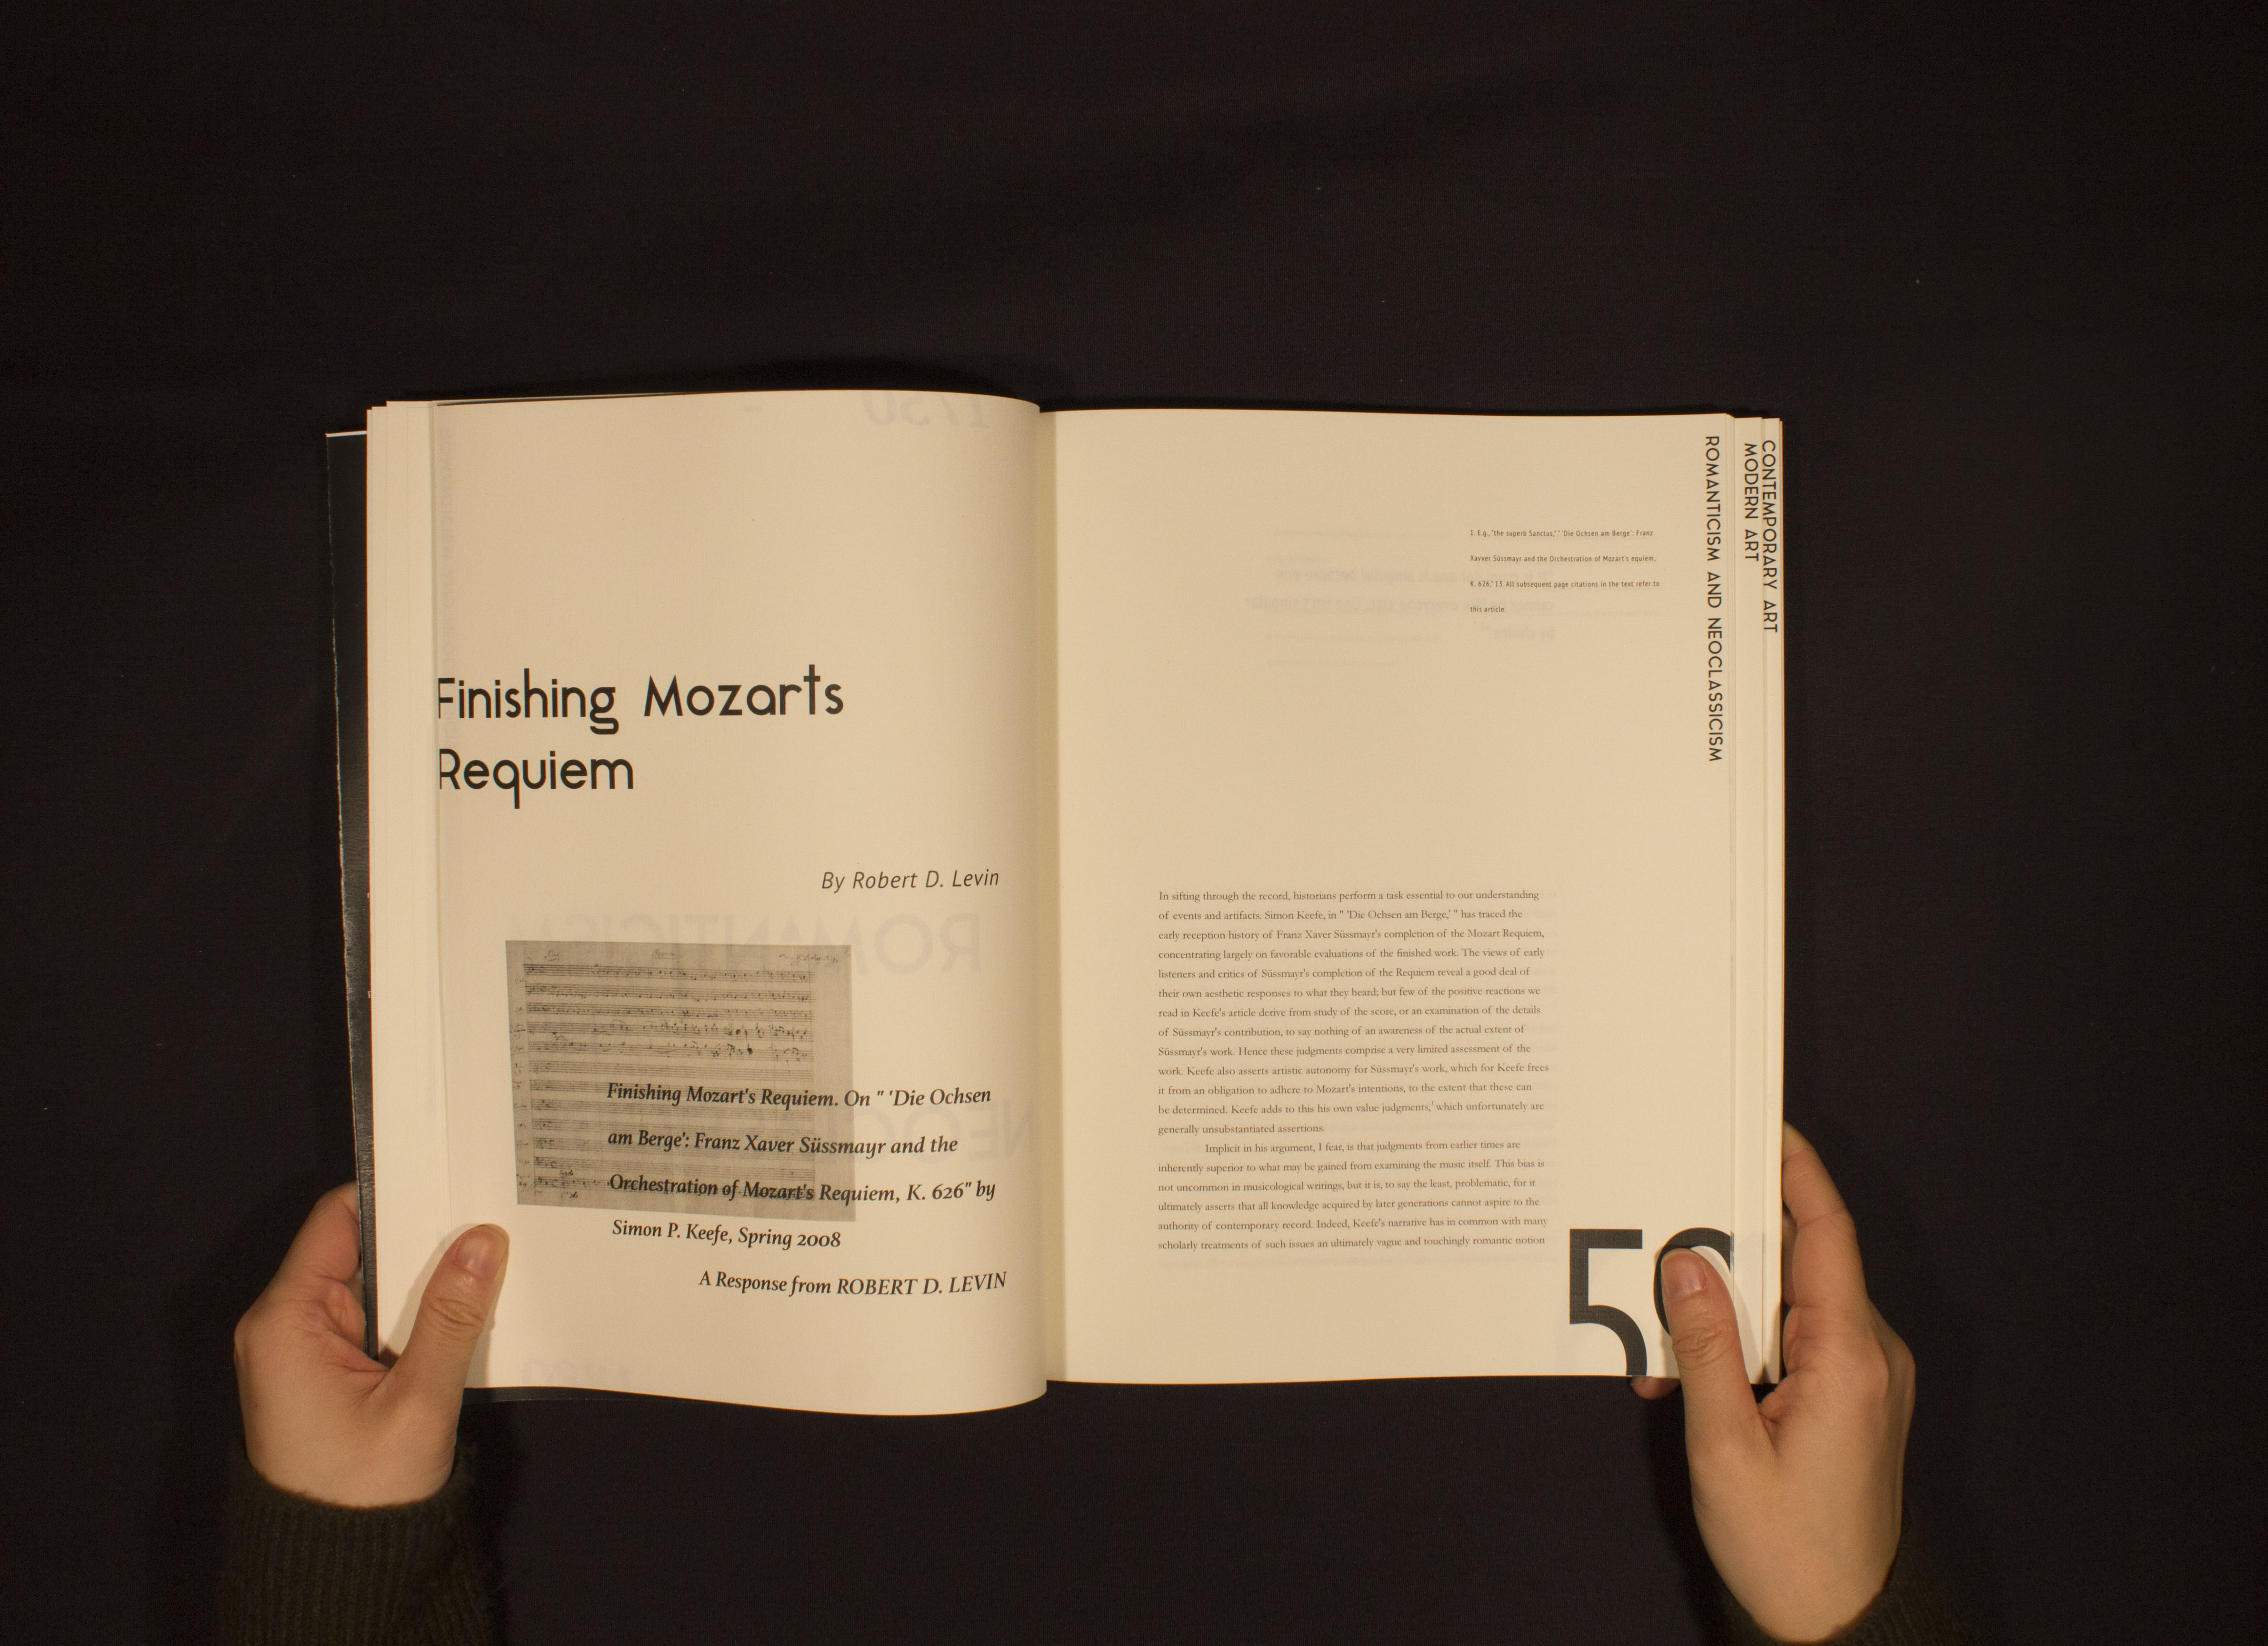 Finishing Mozarts
Requiem
By Robert D. Levin
Finishing Mozart's Requiem. On " 'Die Ochsen
am Berge': Franz Xaver Süssmayr and the
Orchestration of Mozart's Requiem, K. 626" by
Simon P. Keefe, Spring 2008
A Response from ROBERT D. LEVIN
1. E.g., "the superb Sanctus," " 'Die Ochsen am Berge': Franz
Xavxer Süssmayr and the Orchestration of Mozart's equiem,
K. 626," 13. All subsequent page citations in the text refer to
this article.
In sifting through the record, historians perform a task essential to our understanding
of events and artifacts. Simon Keefe, in " 'Die Ochsen am Berge,' " has traced the
early reception history of Franz Xaver Süssmayr's completion of the Mozart Requiem,
concentrating largely on favorable evaluations of the finished work. The views of early
listeners and critics of Süssmayr's completion of the Requiem reveal a good deal of
their own aesthetic responses to what they heard; but few of the positive reactions we
read in Keefe's article derive from study of the score, or an examination of the details
of Süssmayr's contribution, to say nothing of an awareness of the actual extent of
Süssmayr's work. Hence these judgments comprise a very limited assessment of the
work. Keefe also asserts artistic autonomy for Süssmayr's work, which for Keefe frees
it from an obligation to adhere to Mozart's intentions, to the extent that these can
be determined. Keefe adds to this his own value judgments,1 which unfortunately are
generally unsubstantiated assertions.
Implicit in his argument, I fear, is that judgments from earlier times are
inherently superior to what may be gained from examining the music itself. This bias is
not uncommon in musicological writings, but it is, to say the least, problematic, for it
ultimately asserts that all knowledge acquired by later generations cannot aspire to the
authority of contemporary record. Indeed, Keefe's narrative has in common with many
scholarly treatments of such issues an ultimately vague and touchingly romantic notion
ROMANTICISM AND NEOCLASSICISM
MODERN ART
CONTEMPORARY ART